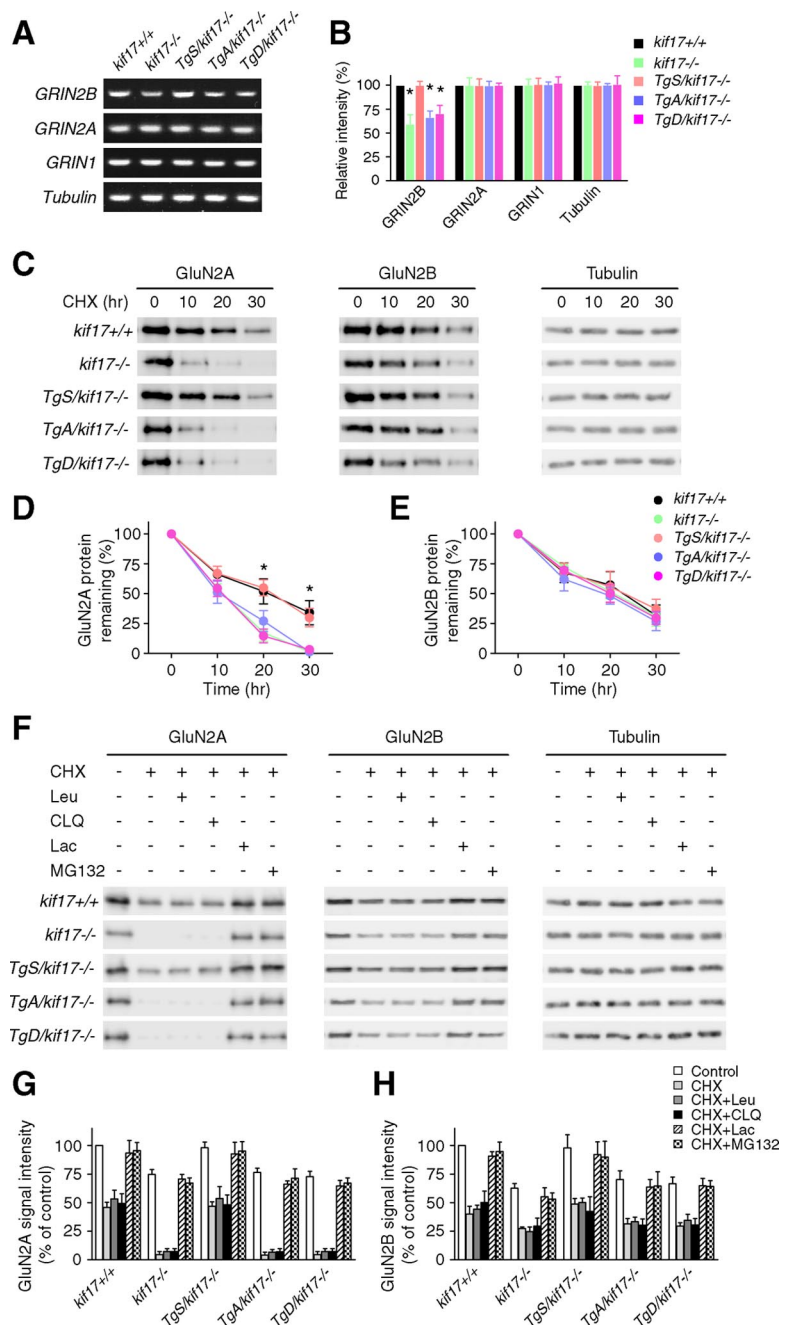 A
kif17+/+ kif17-/- TgS/kif17-/- TgA/kif17-/- TgD/kif17-/-
GRIN2B
GRIN2A
GRIN1
Tubulin
B
kif17+/+
kif17-/-
TgS/kif17-/-
TgA/kif17-/-
TgD/kif17-/-
Relative intensity (%)
100
75
50
25
0
* * *
GRIN2B GRIN2A GRIN1 Tubulin
C
GluN2A GluN2B Tubulin
CHX (hr) 0 10 20 30 0 10 20 30 0 10 20 30
kif17+/+
kif17-/-
TgS/kif17-/-
TgA/kif17-/-
TgD/kif17-/-
D
GluN2A protein
remaining (%)
100
75
50
25
0
* *
0 10 20 30
Time (hr)
E
GluN2B protein
remaining (%)
100
75
50
25
0
0 10 20 30
Time (hr)
kif17+/+
kif17-/-
TgS/kif17-/-
TgA/kif17-/-
TgD/kif17-/-
F
GluN2A GluN2B Tubulin
CHX - + + + + + - + + + + + - + + + + +
Leu - - + - - - - - + - - - - - + - - -
CLQ - - - + - - - - - + - - - - - + - -
Lac - - - - + - - - - - + - - - - - + -
MG132 - - - - - + - - - - - + - - - - - +
kif17+/+
kif17-/-
TgS/kif17-/-
TgA/kif17-/-
TgD/kif17-/-
G
GluN2A signal intensity
(% of control)
100
75
50
25
0
kif17+/+ kif17-/- TgS/kif17-/- TgA/kif17-/- TgD/kif17-/-
H
GluN2B signal intensity
(% of control)
100
75
50
25
0
kif17+/+ kif17-/- TgS/kif17-/- TgA/kif17-/- TgD/kif17-/-
Control
CHX
CHX+Leu
CHX+CLQ
CHX+Lac
CHX+MG132